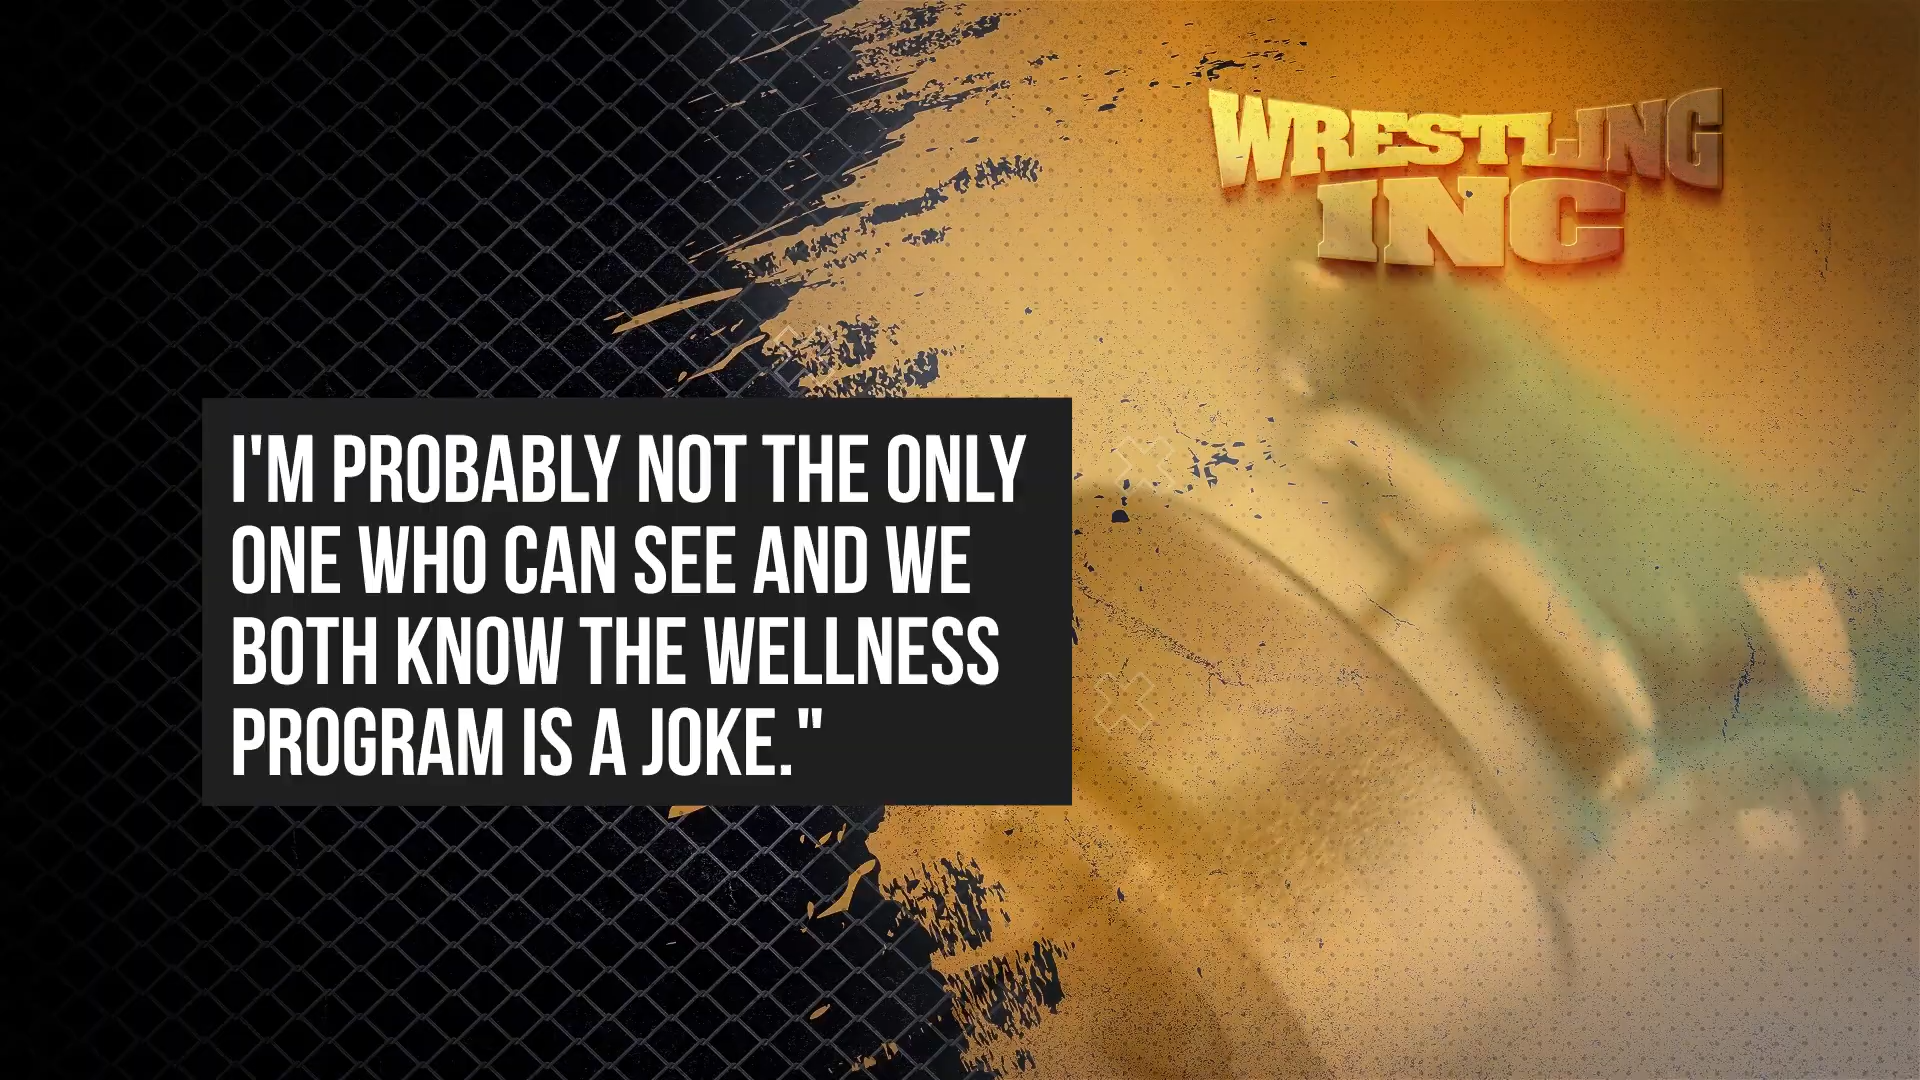 WRESTLING
INC
I'M PROBABLY NOT THE ONLY
ONE WHO CAN SEE AND WE
BOTH KNOW THE WELLNESS
PROGRAM IS A JOKE."